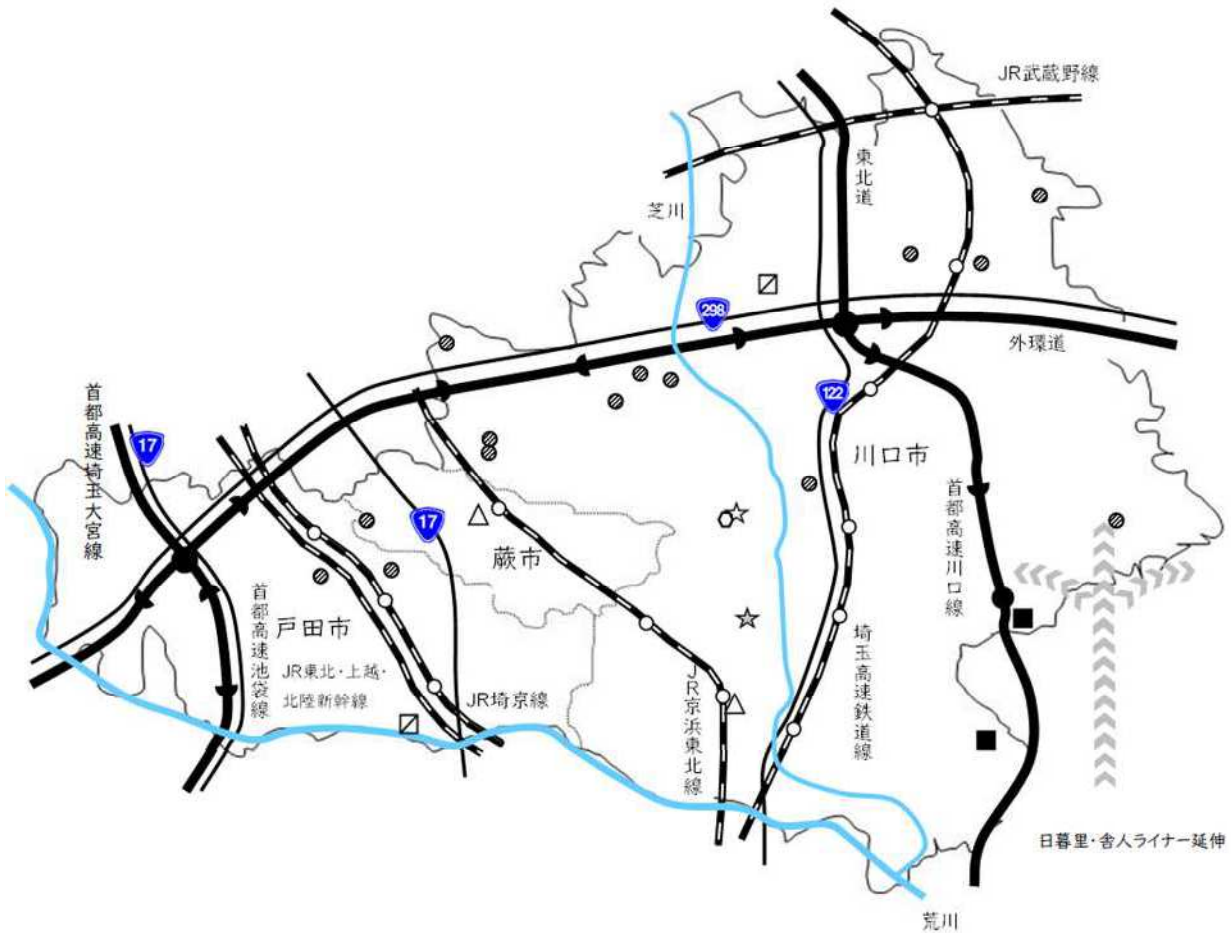 JR武蔵野線
東北道
芝川
298
外環道
首都高速埼玉大宮線
17
122
川口市
首都高速川口線
17
蕨市
首都高速池袋線
戸田市
JR東北・上越・
北陸新幹線
JR埼京線
JR京浜東北線
埼玉高速鉄道線
日暮里・舎人ライナー延伸
荒川